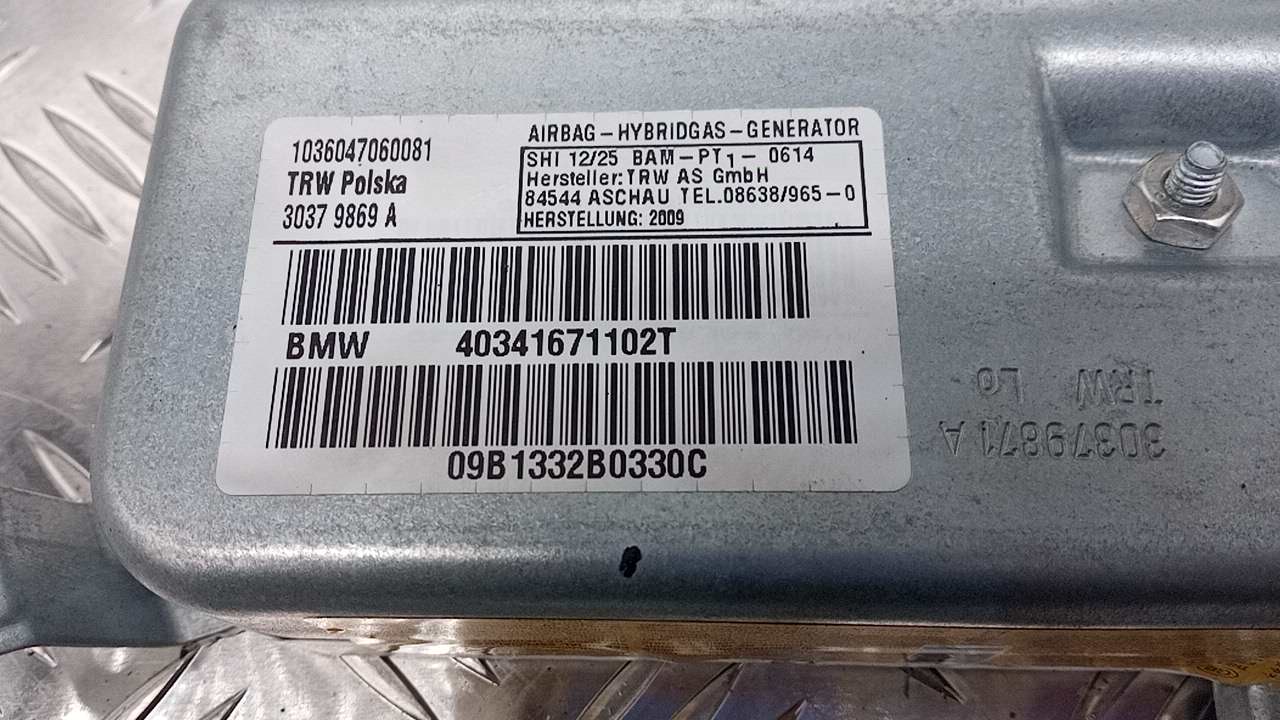 1036047060081
TRW Polska
3037 9869 A
AIRBAG-HYBRIDGAS-GENERATOR
SHI 12/25 BAM-PT1- 0614
Hersteller: TRW AS GmbH
84544 ASCHAU TEL.08638/965-0
HERSTELLUNG: 2009
BMW 40341671102T
09B1332B0330C
30379871 A
TRW Lo